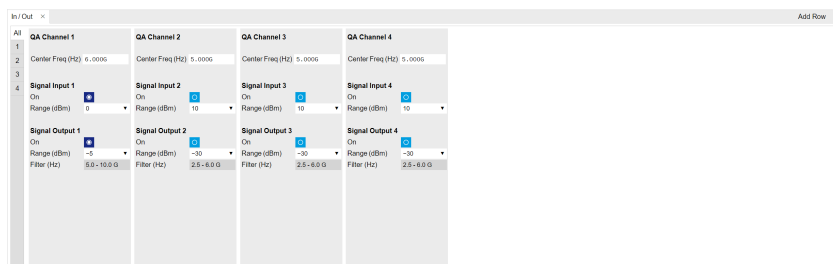 In / Out × Add Row
All QA Channel 1 QA Channel 2 QA Channel 3 QA Channel 4
1
2 Center Freq (Hz) 6.000G Center Freq (Hz) 5.000G Center Freq (Hz) 5.000G Center Freq (Hz) 5.000G
3
4 Signal Input 1 Signal Input 2 Signal Input 3 Signal Input 4
On On On On
Range (dBm) 0 Range (dBm) 10 Range (dBm) 10 Range (dBm) 10
Signal Output 1 Signal Output 2 Signal Output 3 Signal Output 4
On On On On
Range (dBm) -5 Range (dBm) -30 Range (dBm) -30 Range (dBm) -30
Filter (Hz) 5.0 - 10.0 G Filter (Hz) 2.5 - 6.0 G Filter (Hz) 2.5 - 6.0 G Filter (Hz) 2.5 - 6.0 G